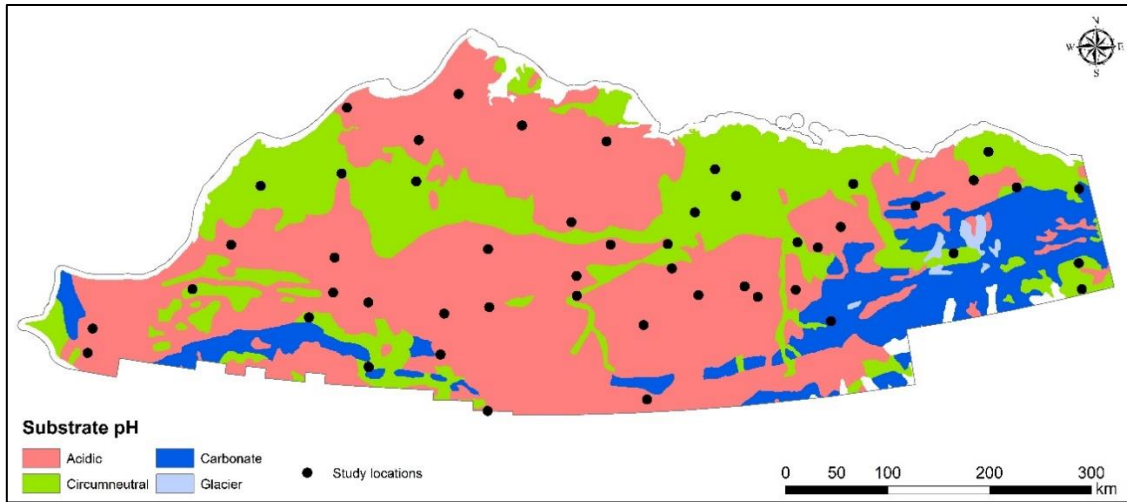 N
W E
S
Substrate pH
Acidic Carbonate Study locations
Circumneutral Glacier
0 50 100 200 300
km